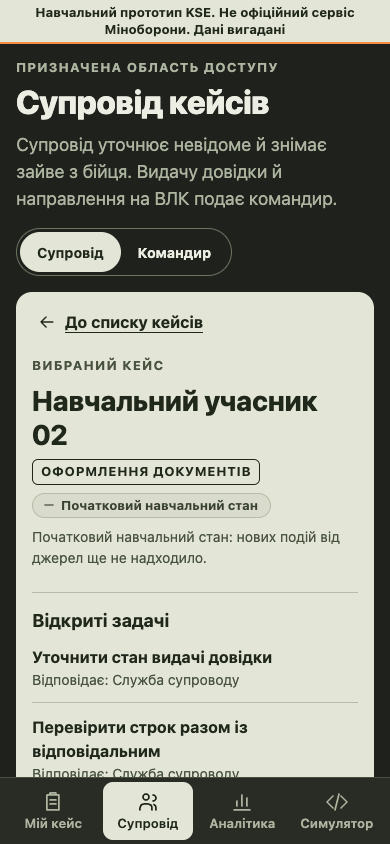 Навчальний прототип KSE. Не офіційний сервіс
Міноборони. Дані вигадані
ПРИЗНАЧЕНА ОБЛАСТЬ ДОСТУПУ
Супровід кейсів
Супровід уточнює невідоме й знімає
зайве з бійця. Видачу довідки й
направлення на ВЛК подає командир.
Супровід
Командир
← До списку кейсів
ВИБРАНИЙ КЕЙС
Навчальний учасник
02
ОФОРМЛЕННЯ ДОКУМЕНТІВ
— Початковий навчальний стан
Початковий навчальний стан: нових подій від
джерел ще не надходило.
Відкриті задачі
Уточнити стан видачі довідки
Відповідає: Служба супроводу
Перевірити строк разом із
відповідальним
Відповідає: Служба супроводу
Мій кейс
Супровід
Аналітика
Симулятор